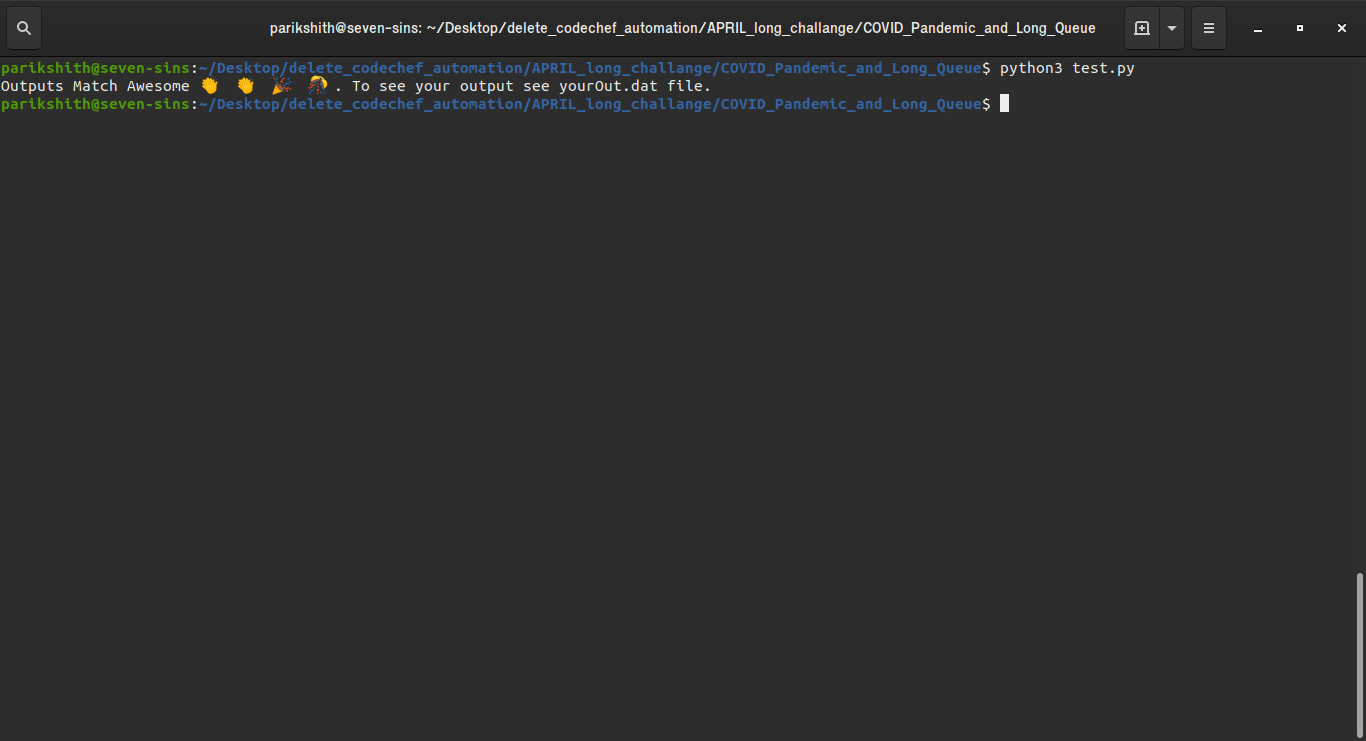 parikshith@seven-sins: ~/Desktop/delete_codechef_automation/APRIL_long_challange/COVID_Pandemic_and_Long_Queue
parikshith@seven-sins:~/Desktop/delete_codechef_automation/APRIL_long_challange/COVID_Pandemic_and_Long_Queue$ python3 test.py
Outputs Match Awesome 👏 👏 🎉 🎊 . To see your output see yourOut.dat file.
parikshith@seven-sins:~/Desktop/delete_codechef_automation/APRIL_long_challange/COVID_Pandemic_and_Long_Queue$